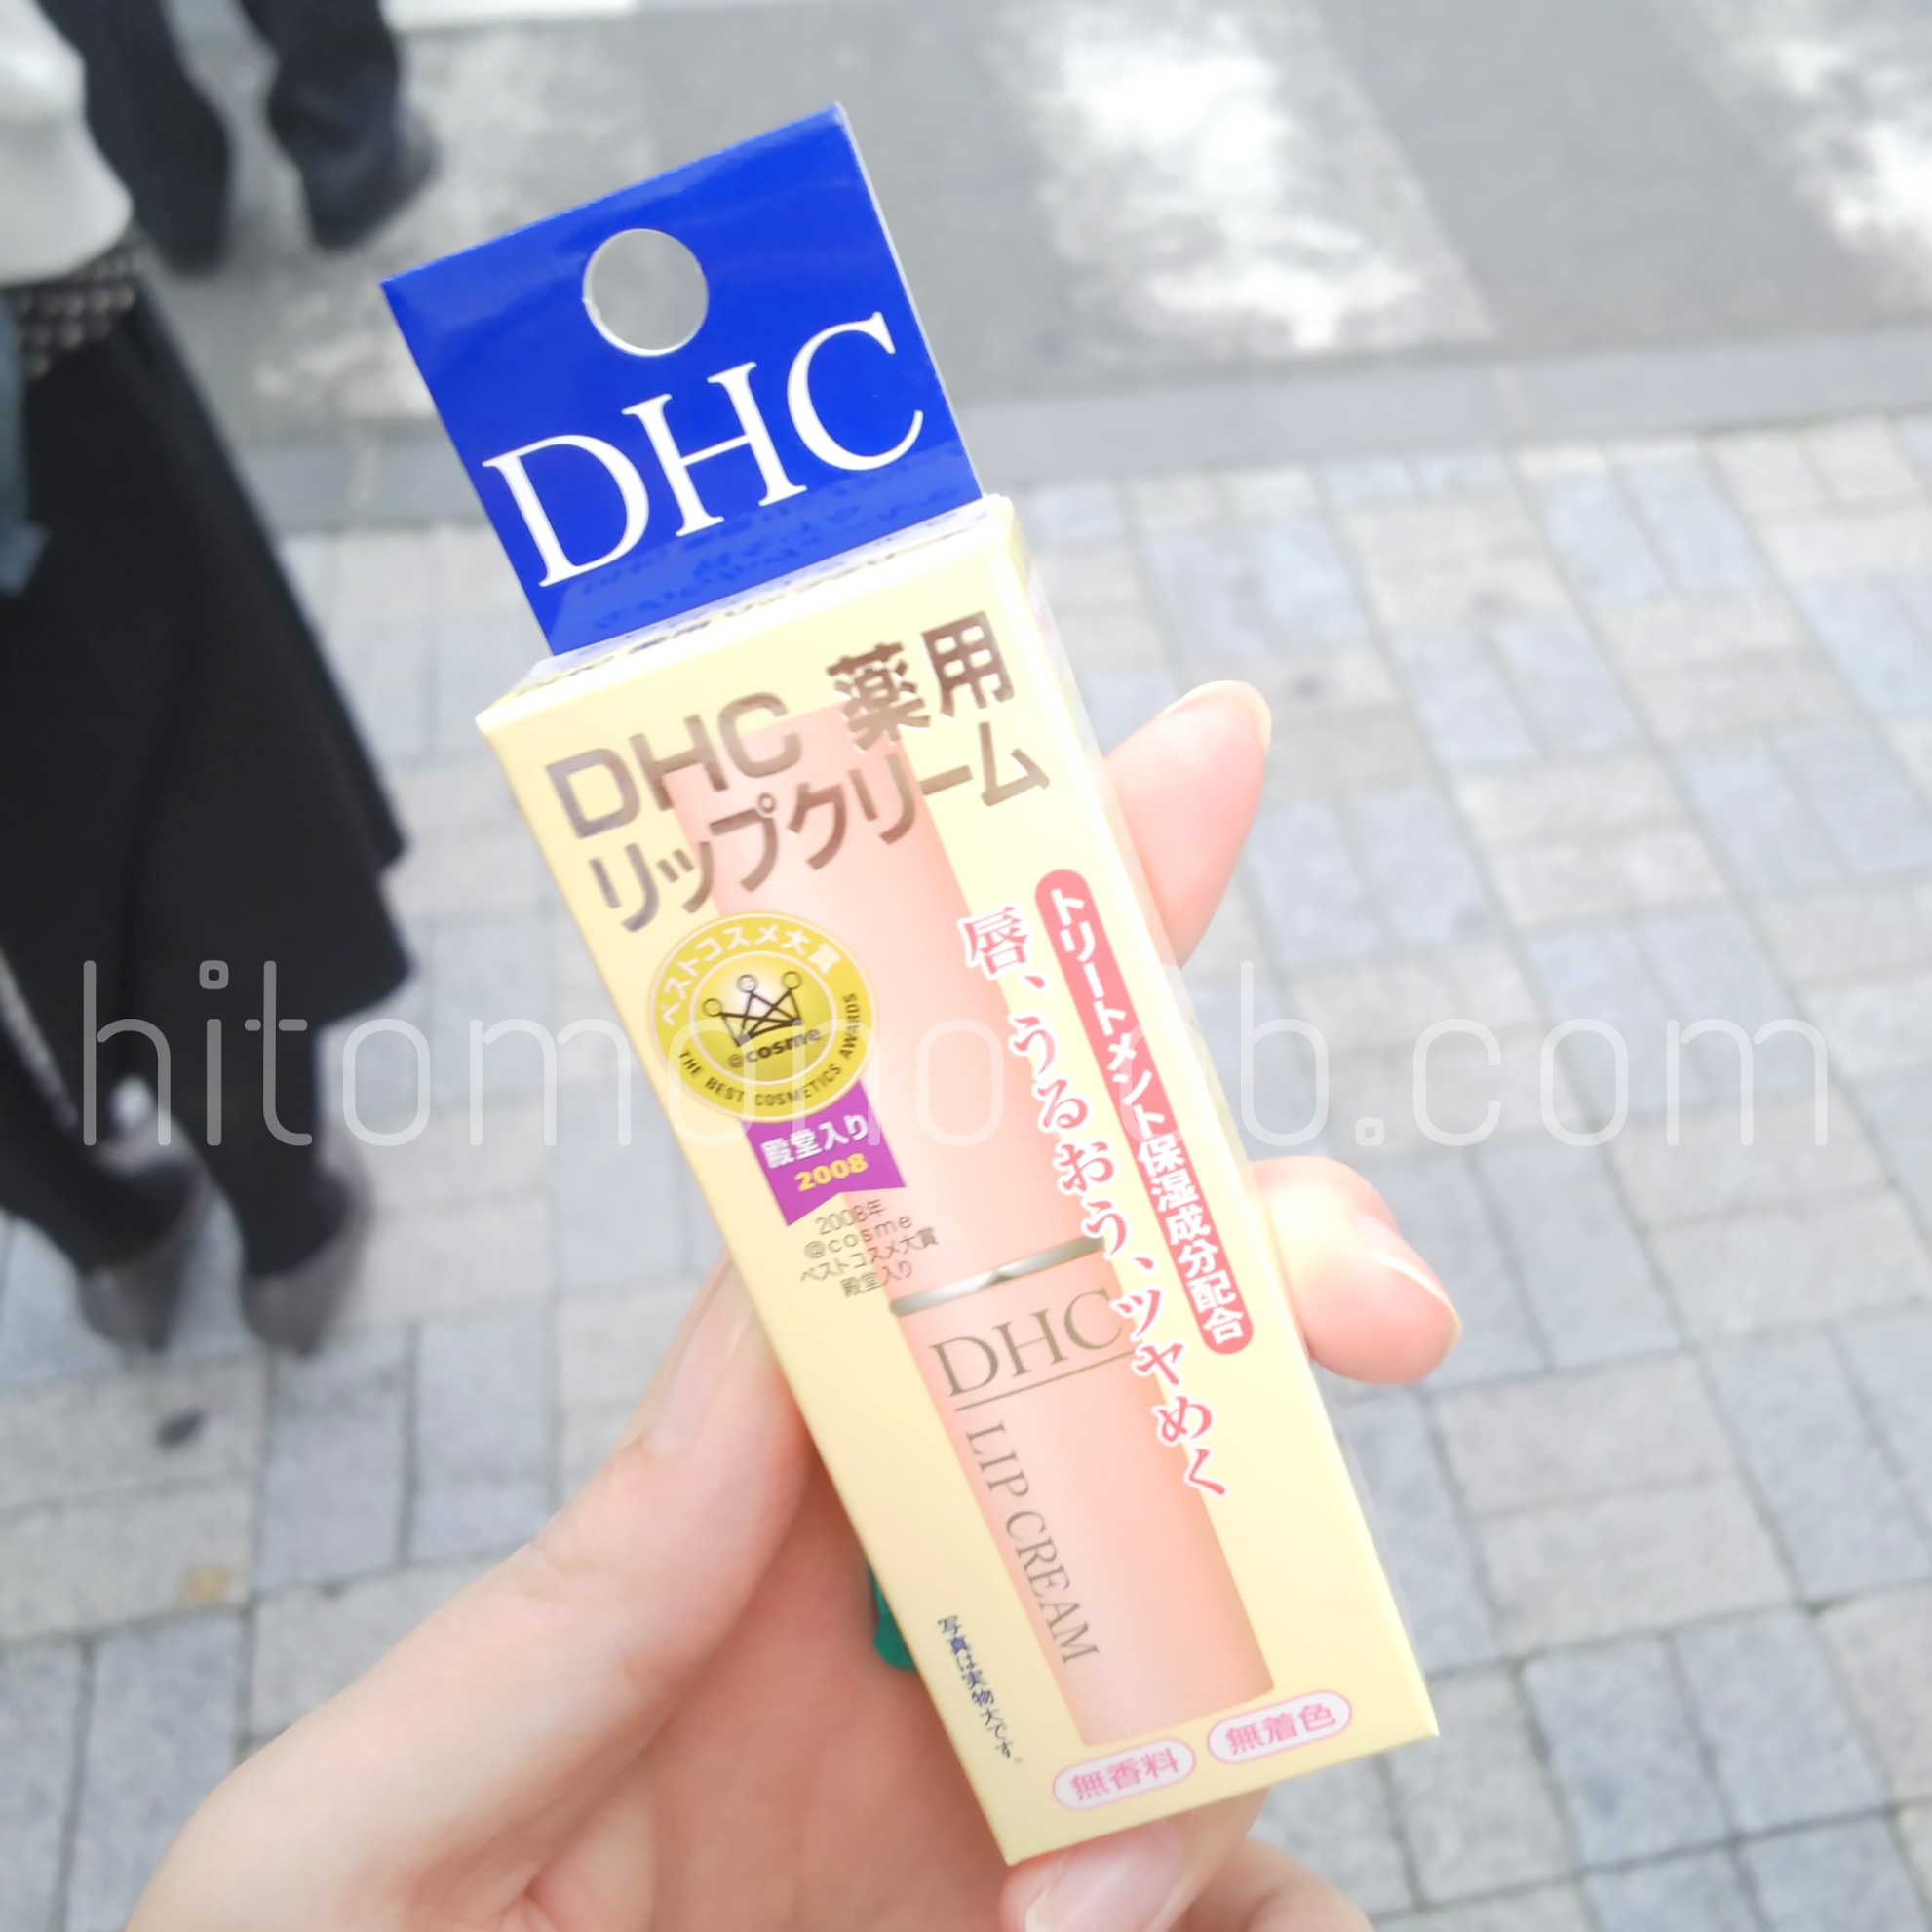 DHC
DHC 薬用
リップクリーム
ベストコスメ大賞
@cosme
THE BEST COSMETICS AWARDS
殿堂入り
2008
2008年
@cosme
ベストコスメ大賞
殿堂入り
トリートメント保湿成分配合
唇、うるおう、ツヤめく
DHC
LIP CREAM
写真は実物大です。
無香料
無着色